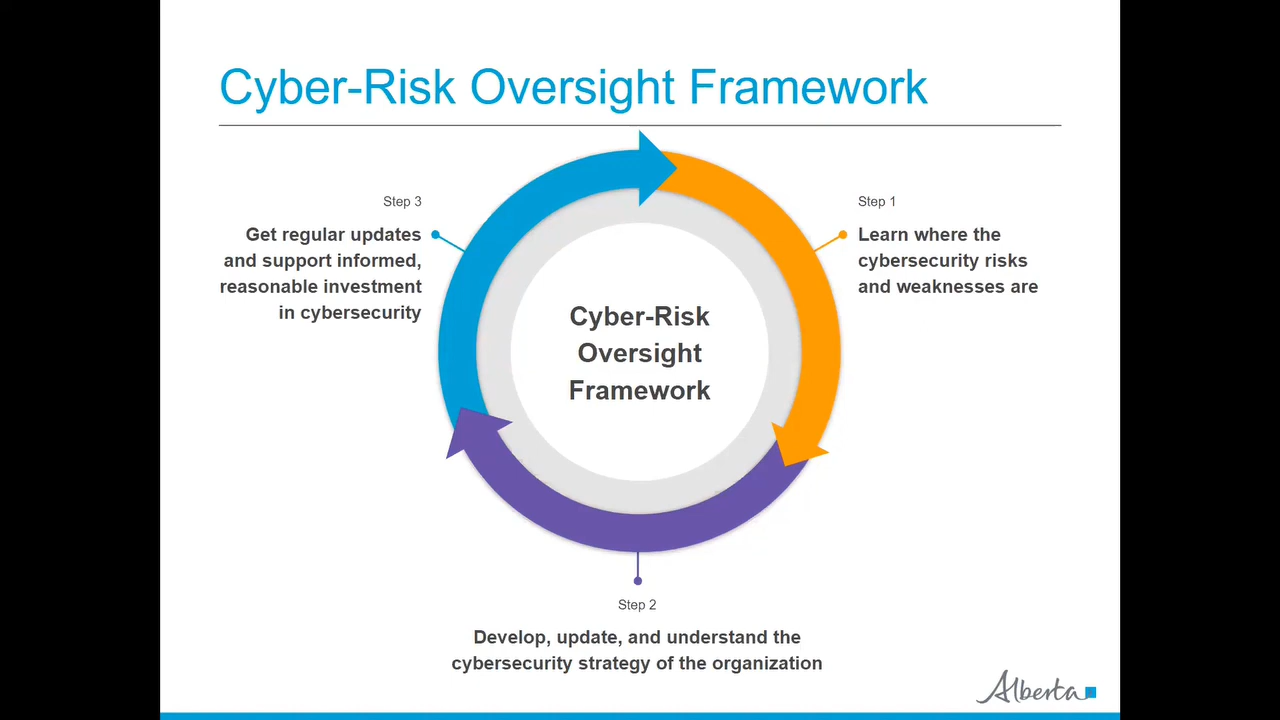 Cyber-Risk Oversight Framework
Step 3
Get regular updates
and support informed,
reasonable investment
in cybersecurity
Step 1
Learn where the
cybersecurity risks
and weaknesses are
Cyber-Risk
Oversight
Framework
Step 2
Develop, update, and understand the
cybersecurity strategy of the organization
Alberta